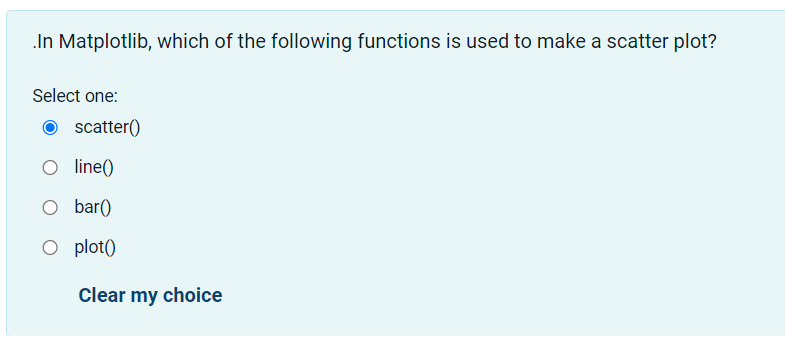 .In Matplotlib, which of the following functions is used to make a scatter plot?
Select one:
scatter()
line()
bar()
plot()
Clear my choice